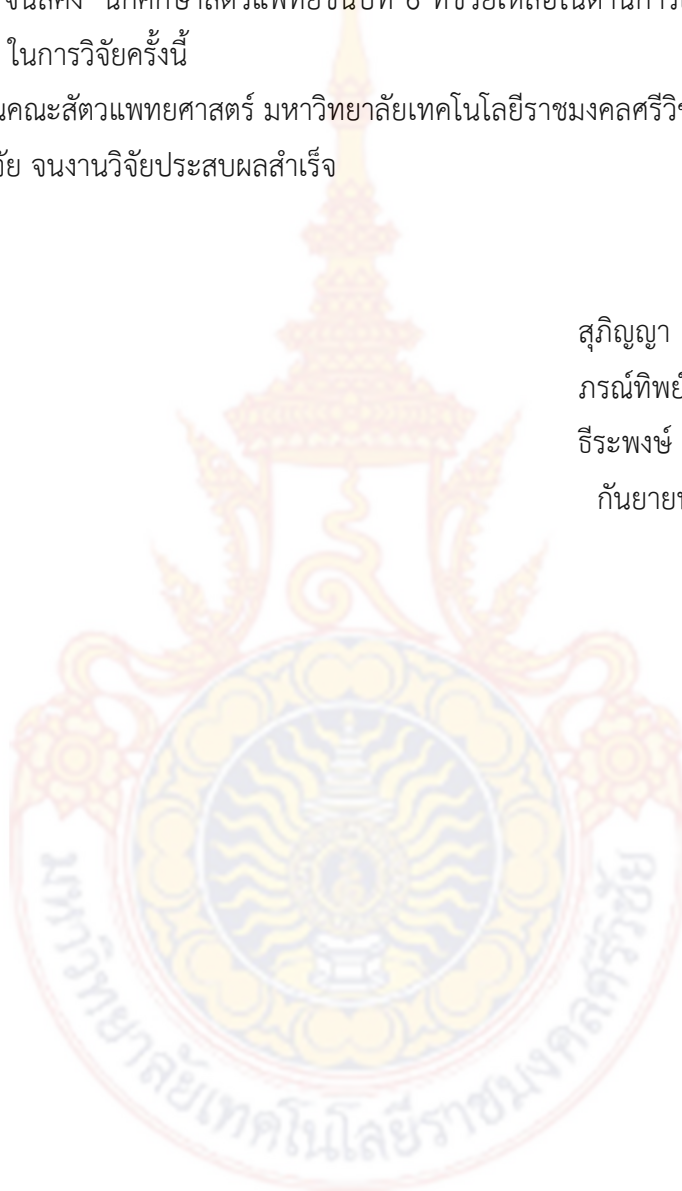 นักศึกษาสัตวแพทย์ชั้นปีที่ 6 ที่ช่วยเหลือในด้านการ
ในการวิจัยครั้งนี้
คณะสัตวแพทยศาสตร์ มหาวิทยาลัยเทคโนโลยีราชมงคลศรีวิ
จนงานวิจัยประสบผลสำเร็จ
สุภิญญา
ภรณ์ทิพย์
ธีระพงษ์
กันยาย
มหาวิทยาลัยเทคโนโลยีราชมงคลศรีวิชัย